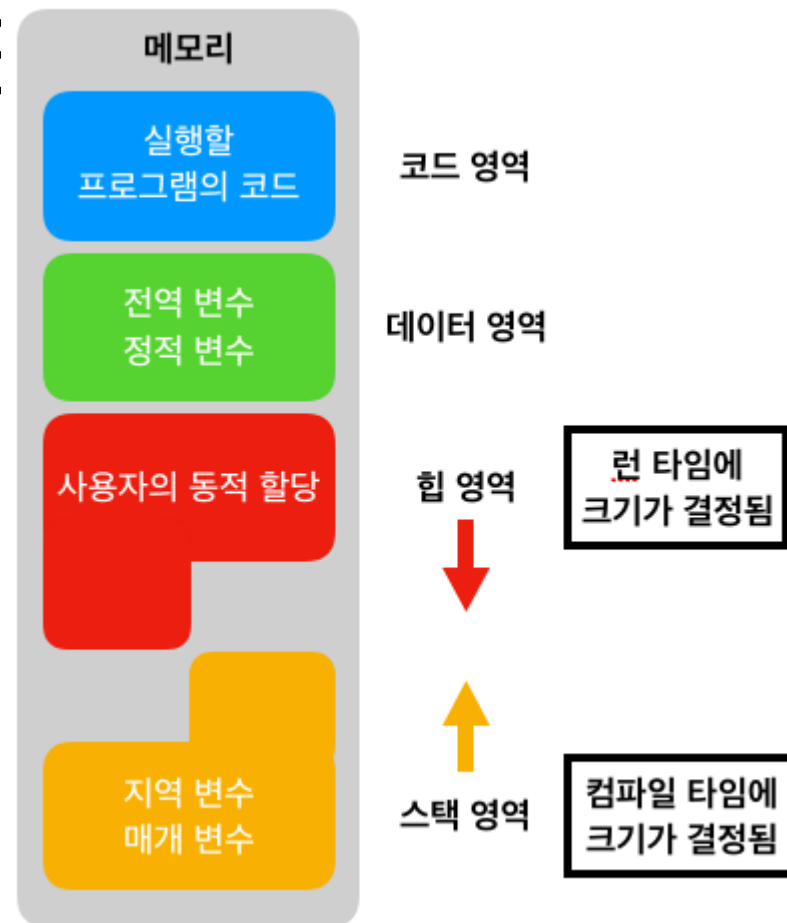 메모리
실행할
프로그램의 코드
코드 영역
전역 변수
정적 변수
데이터 영역
사용자의 동적 할당
힙 영역
런 타임에
크기가 결정됨
지역 변수
매개 변수
스택 영역
컴파일 타임에
크기가 결정됨